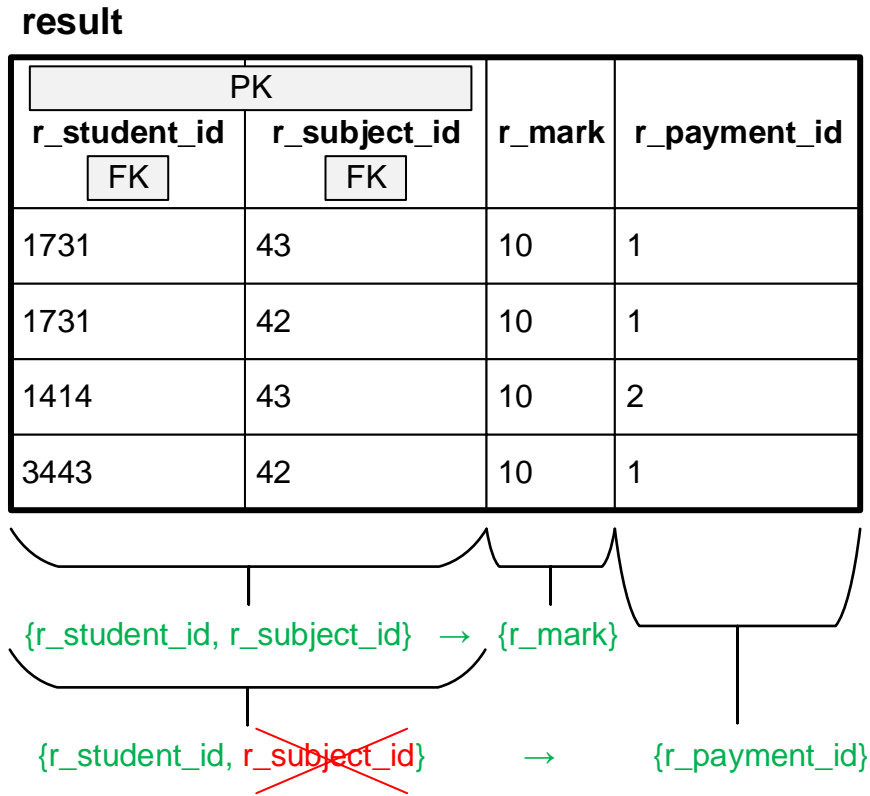 result
PK
r_student_id r_subject_id r_mark r_payment_id
FK FK
1731 43 10 1
1731 42 10 1
1414 43 10 2
3443 42 10 1
{r_student_id, r_subject_id} → {r_mark}
{r_student_id, r_subject_id} → {r_payment_id}